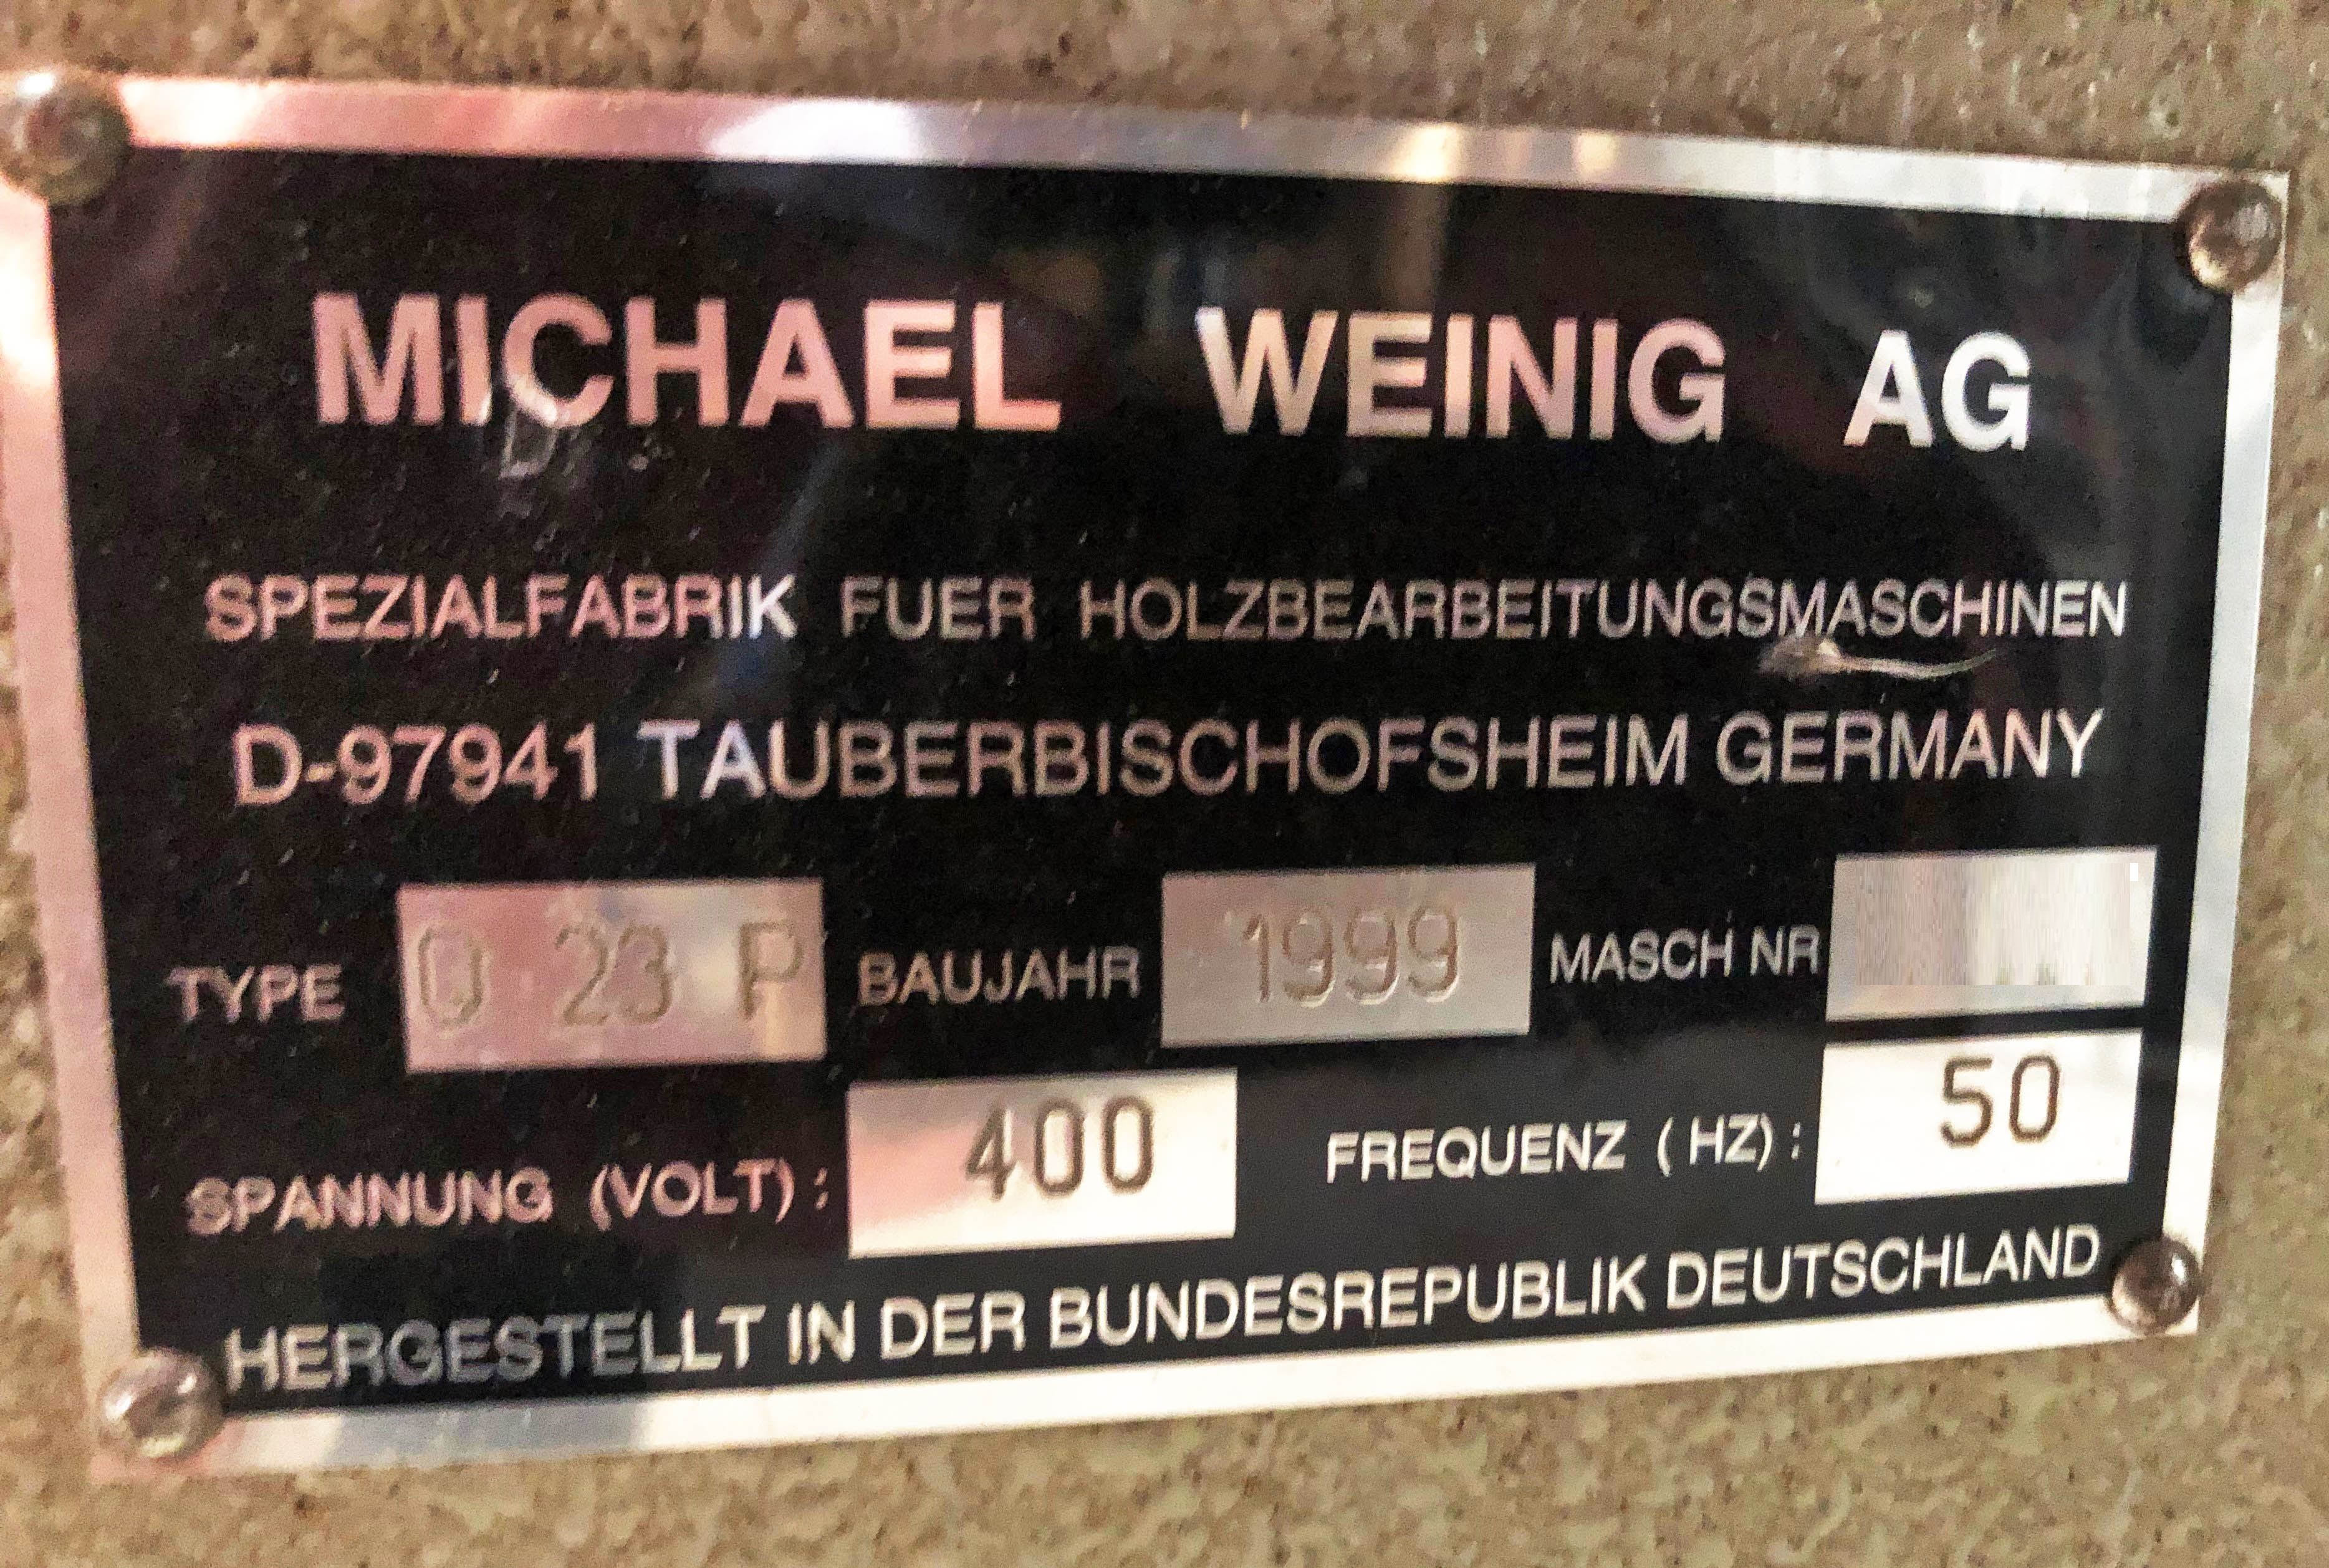 MICHAEL WEINIG AG
SPEZIALFABRIK FUER HOLZBEARBEITUNGSMASCHINEN
D-97941 TAUBERBISCHOFSHEIM GERMANY
TYPE 23 P BAUJAHR 1999 MASCH NR
SPANNUNG (VOLT) : 400 FREQUENZ ( HZ) : 50
HERGESTELLT IN DER BUNDESREPUBLIK DEUTSCHLAND